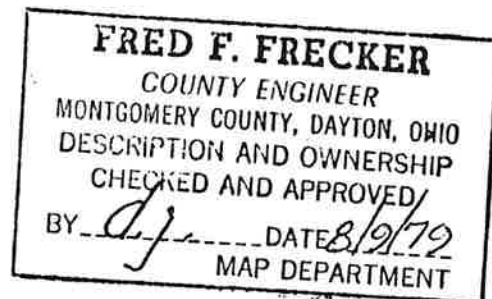 FRED F. FRECKER
COUNTY ENGINEER
MONTGOMERY COUNTY, DAYTON, OHIO
DESCRIPTION AND OWNERSHIP
CHECKED AND APPROVED
BY dj DATE 8/9/79
MAP DEPARTMENT